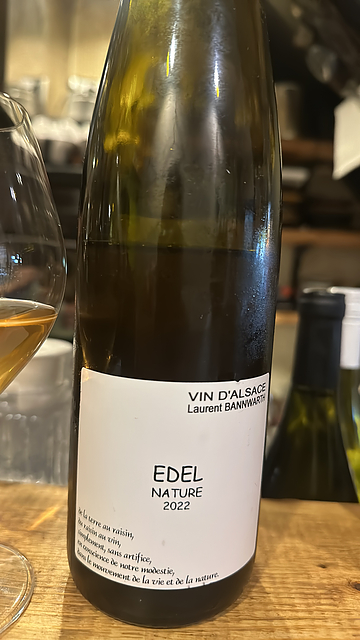 VIN D'ALSACE
Laurent BANNWARTH
EDEL
NATURE
2022
de la terre au raisin,
du raisin au vin,
simplement, sans artifice,
en conscience de notre modestie,
dans le mouvement de la vie et de la nature.